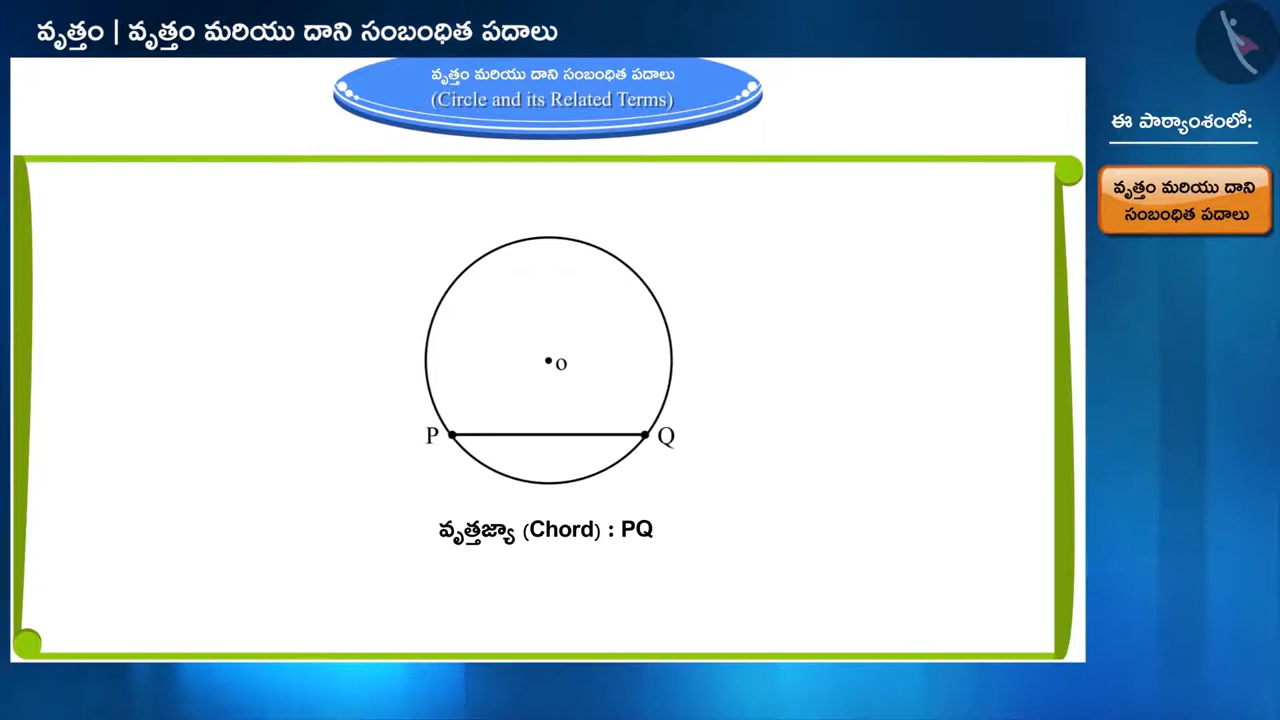 వృత్తం | వృత్తం మరియు దాని సంబంధిత పదాలు
వృత్తం మరియు దాని సంబంధిత పదాలు
(Circle and its Related Terms)
ఈ పాఠ్యాంశంలో:
వృత్తం మరియు దాని
సంబంధిత పదాలు
o
P
Q
వృత్తజ్యా (Chord) : PQ